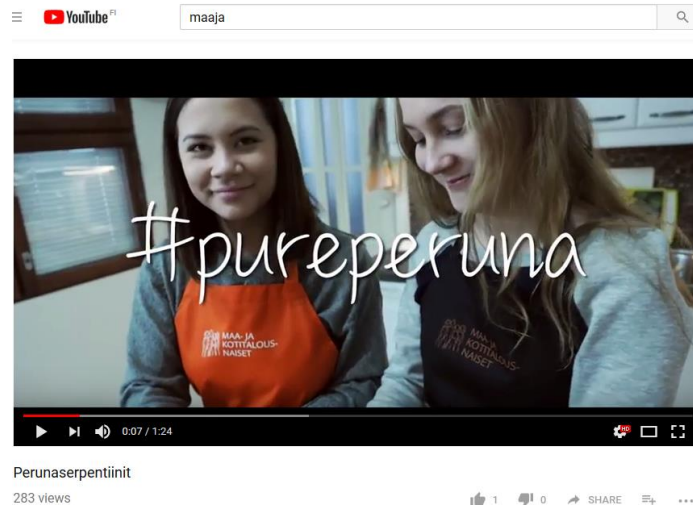 YouTube FI
maaja
#pureperuna
MAA- JA
KOTITALOUS-
NAISET
MAA- JA
KOTITALOUS-
NAISET
0:07 / 1:24
HD
Perunaserpentiinit
283 views
1
0
SHARE